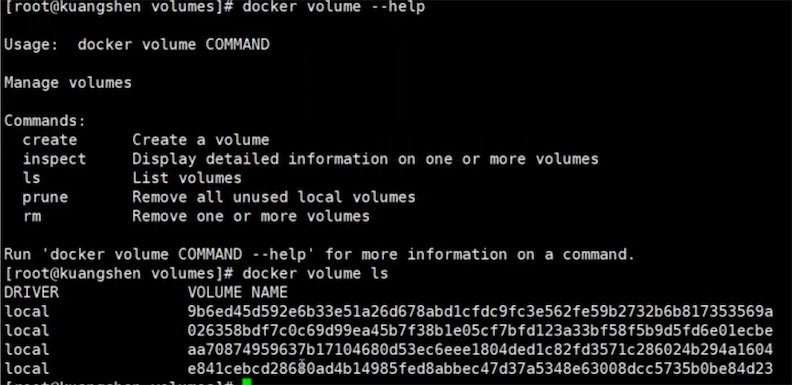 [root@kuangshen volumes]# docker volume --help
Usage:  docker volume COMMAND
Manage volumes
Commands:
  create      Create a volume
  inspect     Display detailed information on one or more volumes
  ls          List volumes
  prune       Remove all unused local volumes
  rm          Remove one or more volumes
Run 'docker volume COMMAND --help' for more information on a command.
[root@kuangshen volumes]# docker volume ls
DRIVER              VOLUME NAME
local               9b6ed45d592e6b33e51a26d678abd1cfdc9fc3e562fe59b2732b6b817353569a
local               026358bdf7c0c69d99ea45b7f38b1e05cf7bfd123a33bf58f5b9d5fd6e01ecbe
local               aa70874959637b17104680d53ec6eee1804ded1c82fd3571c286024b294a1604
local               e841cebcd28680ad4b14985fed8abbec47d37a5348e63008dcc5735b0be84d23
[root@kuangshen volumes]#